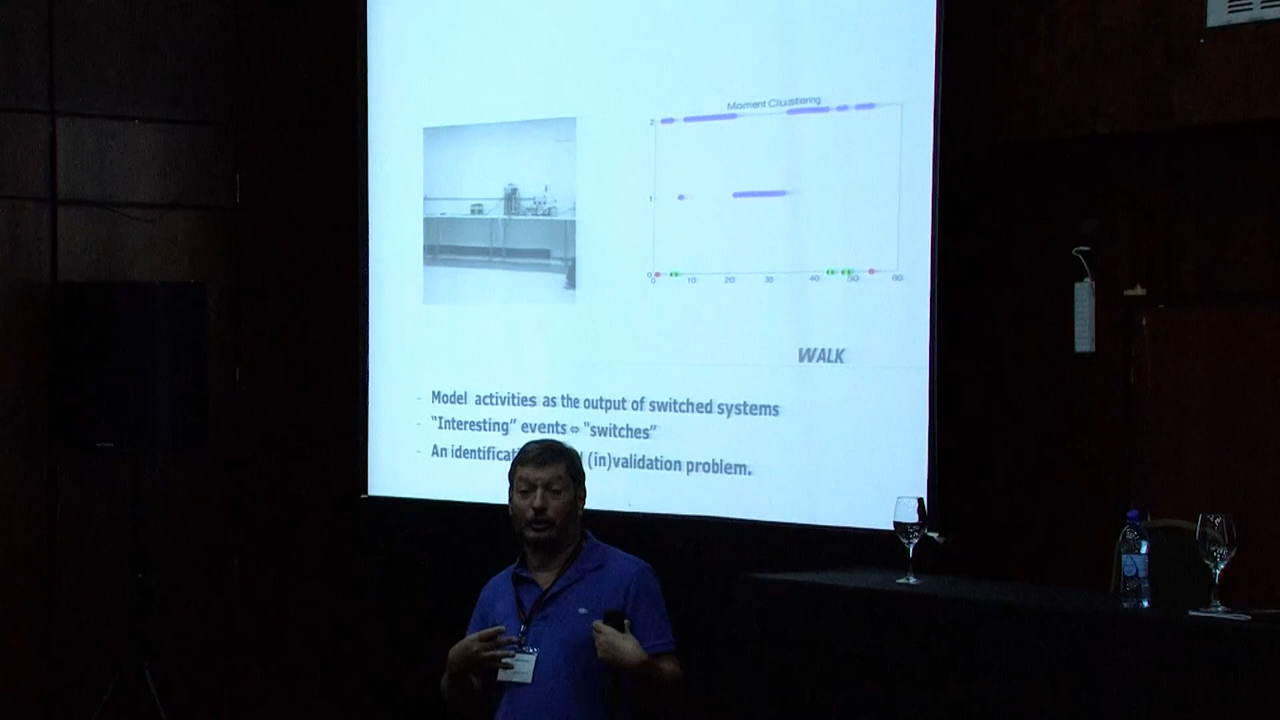 Moment Clustering
2
1
0
0 10 20 30 40 50 60
WALK
- Model activities as the output of switched systems
- "Interesting" events ⇔ "switches"
- An identificat (in)validation problem.